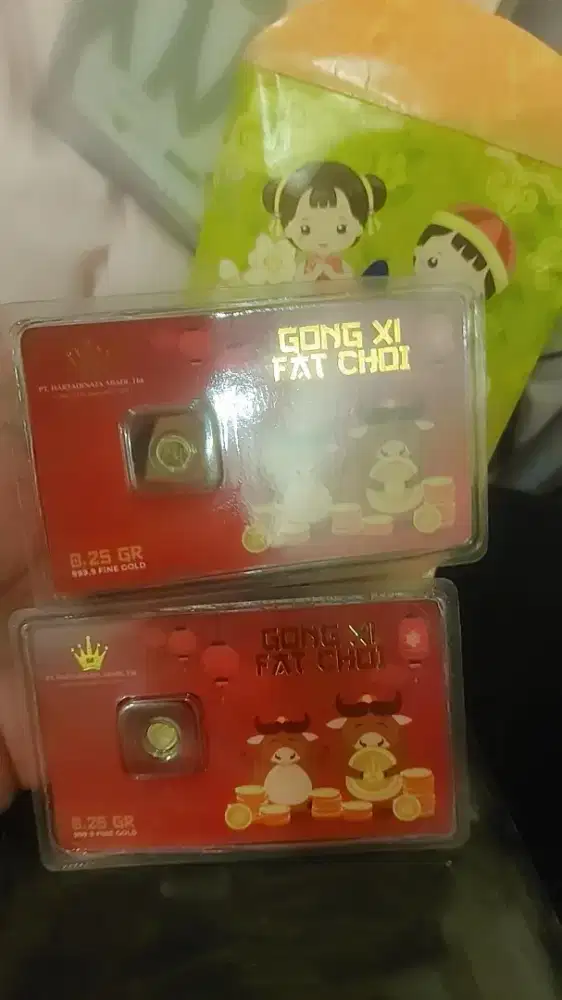 GONG XI
FAT CHOI
0.25 GR
999.9 FINE GOLD
GONG XI
FAT CHOI
0.25 GR
999.9 FINE GOLD